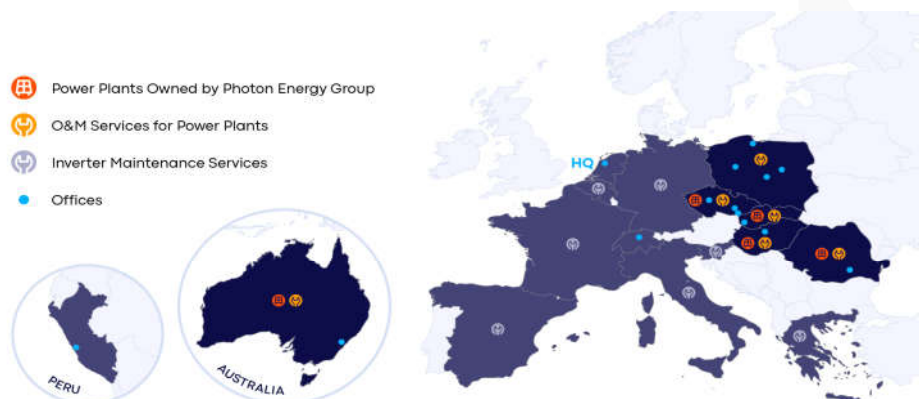 Power Plants Owned by Photon Energy Group
O&M Services for Power Plants
Inverter Maintenance Services
Offices
HQ
PERU
AUSTRALIA